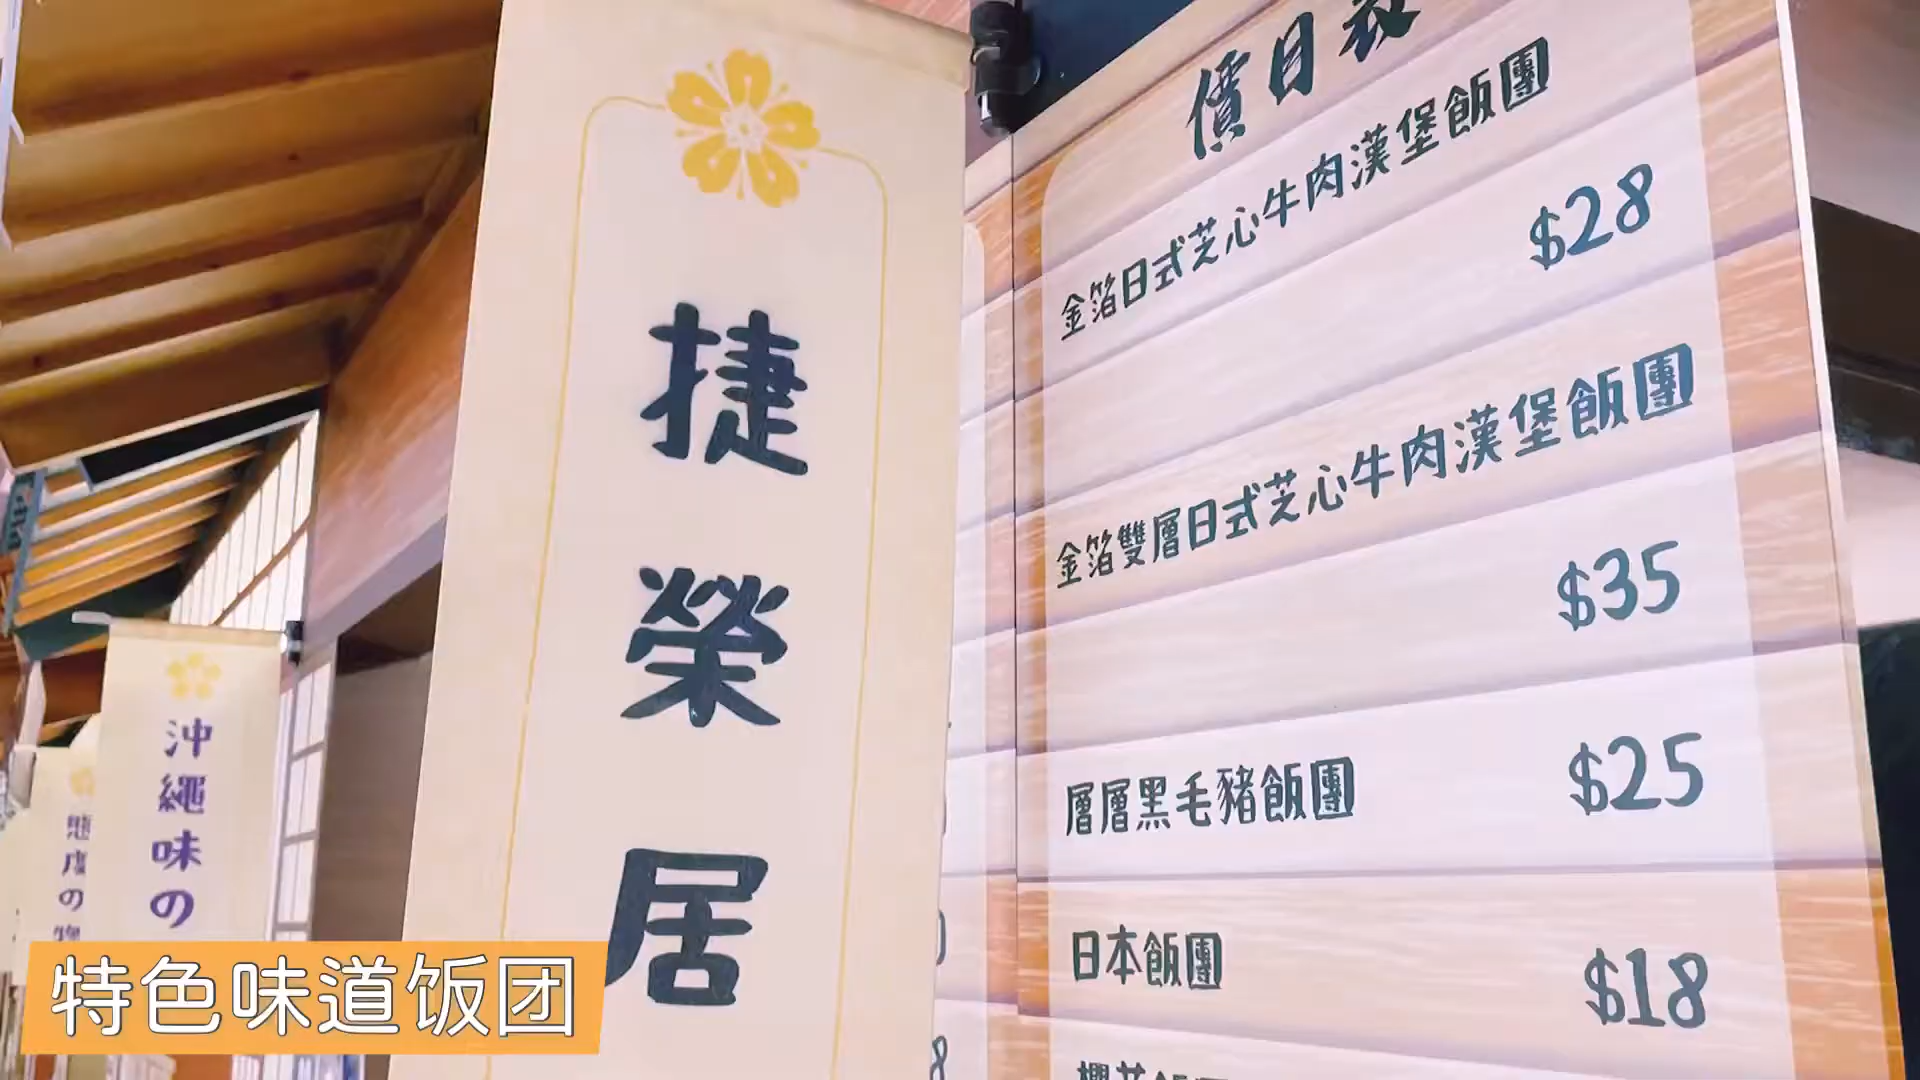 捷榮居
價目表
金箔日式芝心牛肉漢堡飯團
$28
金箔雙層日式芝心牛肉漢堡飯團
$35
層層黑毛豬飯團
$25
日本飯團
$18
沖繩味の
態度の
特色味道饭团